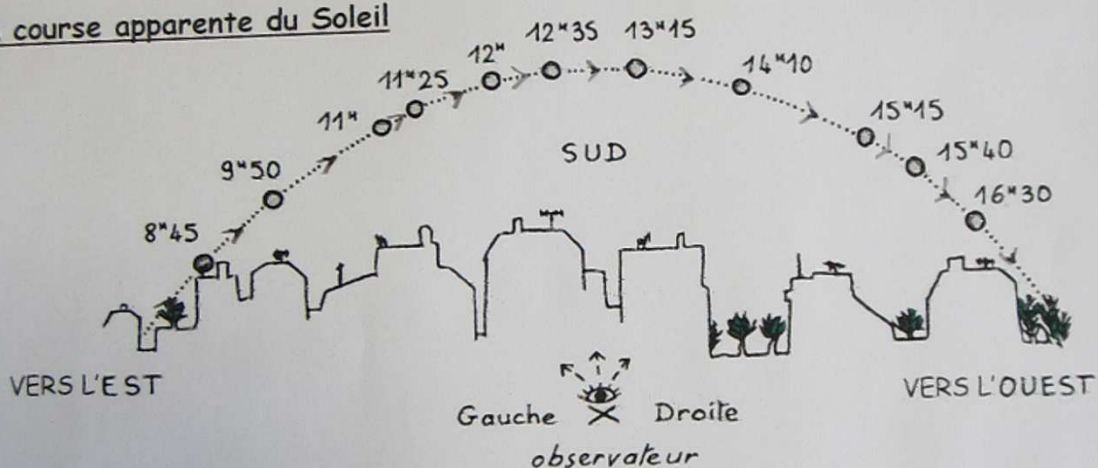 course apparente du Soleil
12ᴴ35 13ᴴ15
12ᴴ 14ᴴ10
11ᴴ25
11ᴴ 15ᴴ15
SUD 15ᴴ40
9ᴴ50
16ᴴ30
8ᴴ45
VERS L'EST VERS L'OUEST
Gauche Droite
observateur